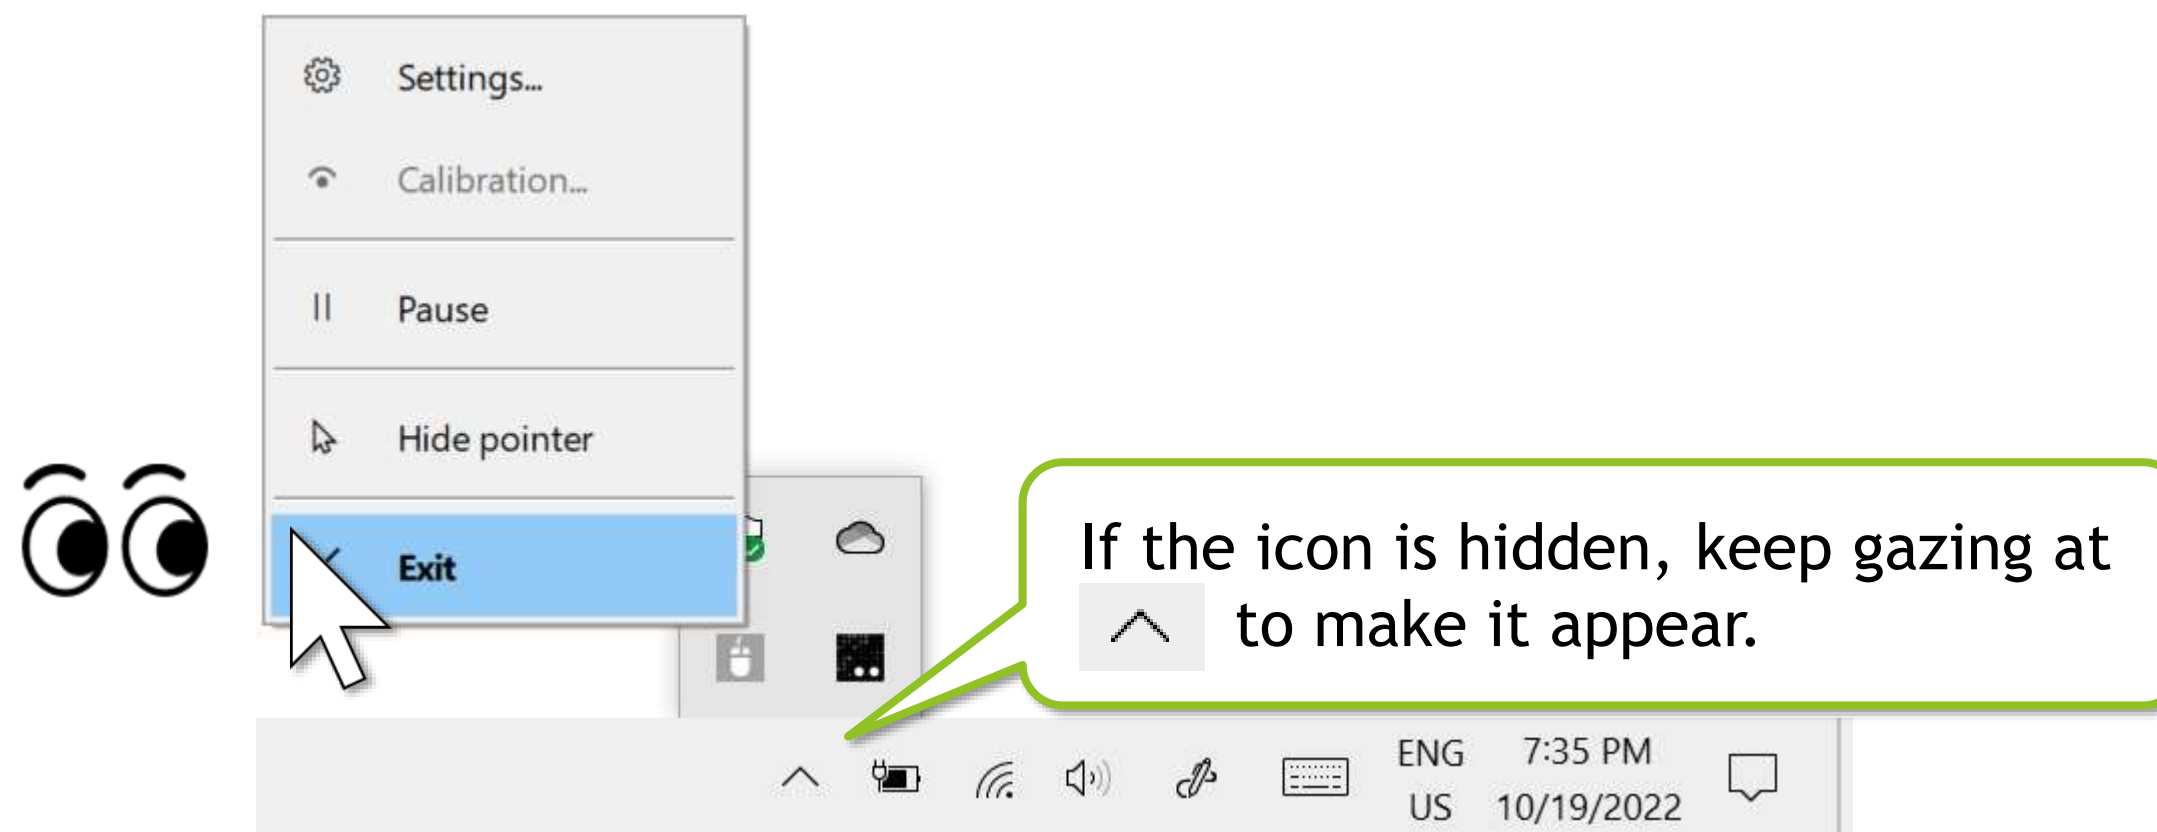 Settings...
Calibration...
Pause
Hide pointer
Exit
If the icon is hidden, keep gazing at
to make it appear.
ENG 7:35 PM
US 10/19/2022